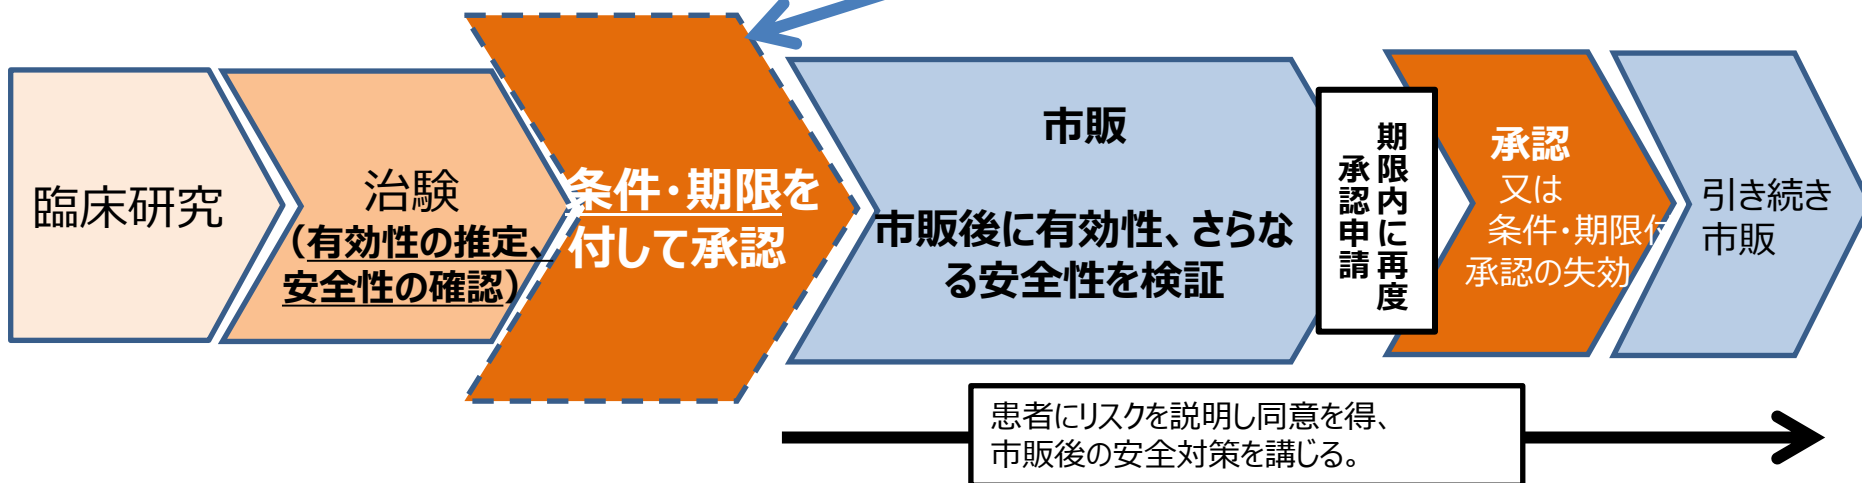 臨床研究
治験
（有効性の推定、
安全性の確認）
条件・期限を
付して承認
市販
市販後に有効性、さらな
る安全性を検証
期限内に再度
承認申請
承認
又は
条件・期限付
承認の失効
引き続き
市販
患者にリスクを説明し同意を得、
市販後の安全対策を講じる。